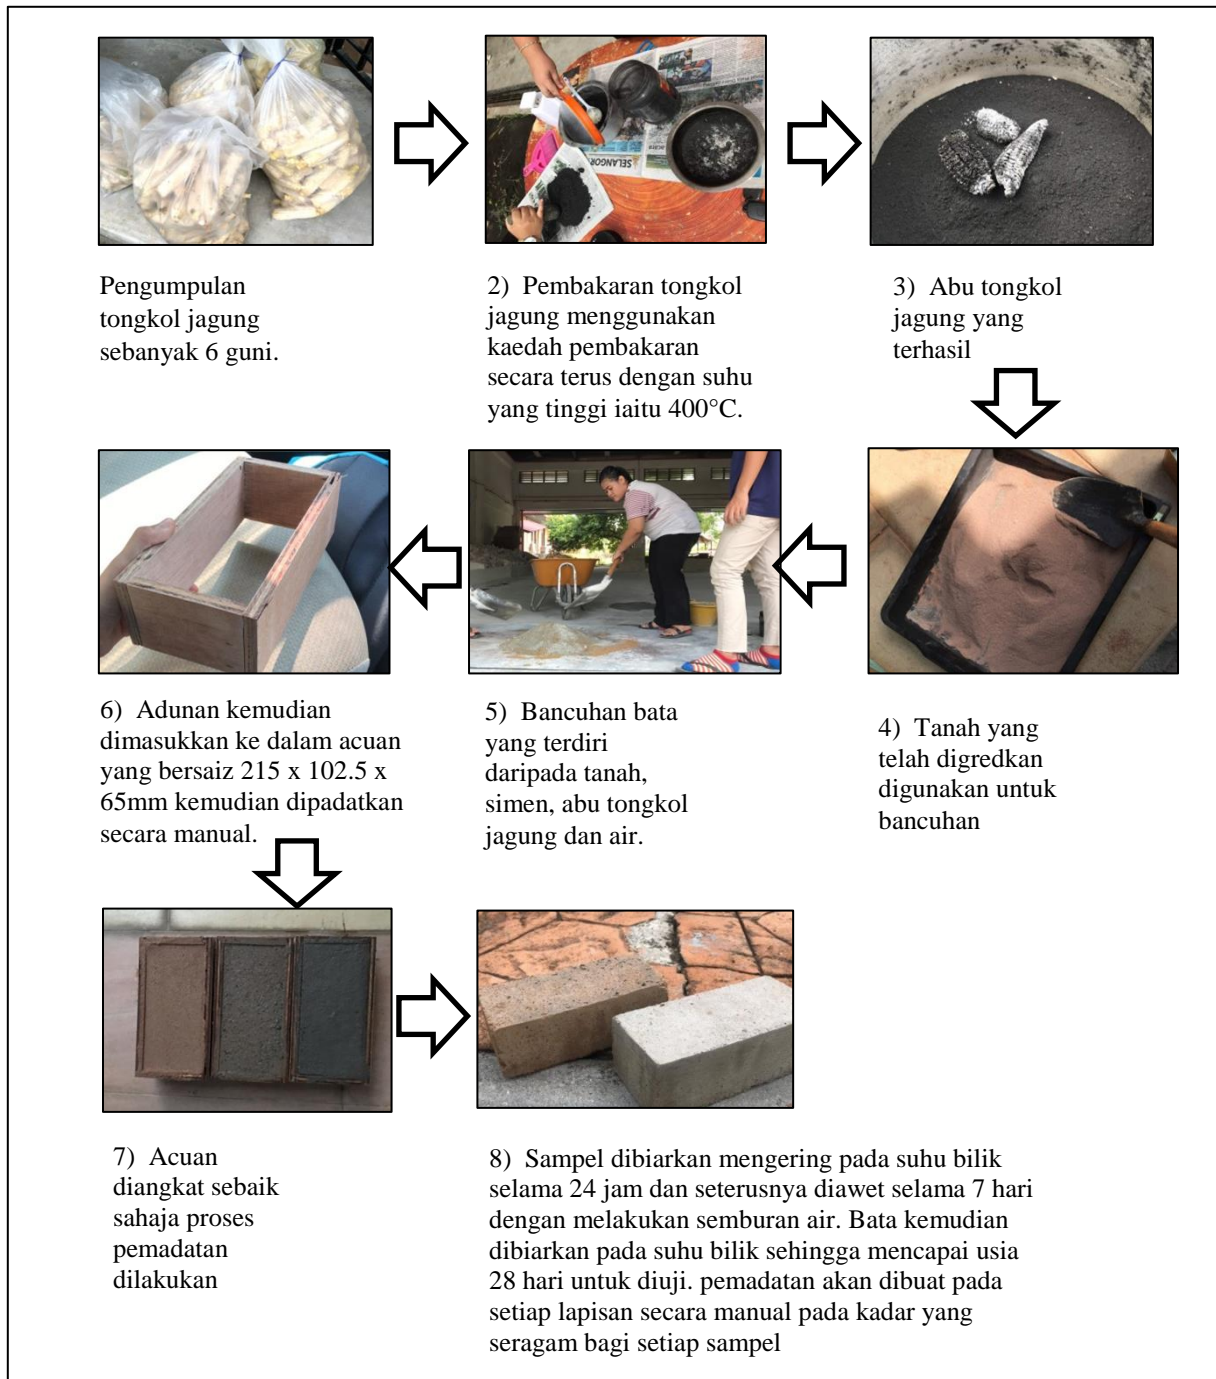 Pengumpulan
tongkol jagung
sebanyak 6 guni.
2) Pembakaran tongkol
jagung menggunakan
kaedah pembakaran
secara terus dengan suhu
yang tinggi iaitu 400°C.
SELANGOR
3) Abu tongkol
jagung yang
terhasil
4) Tanah yang
telah digredkan
digunakan untuk
bancuhan
5) Bancuhan bata
yang terdiri
daripada tanah,
simen, abu tongkol
jagung dan air.
6) Adunan kemudian
dimasukkan ke dalam acuan
yang bersaiz 215 x 102.5 x
65mm kemudian dipadatkan
secara manual.
7) Acuan
diangkat sebaik
sahaja proses
pemadatan
dilakukan
8) Sampel dibiarkan mengering pada suhu bilik
selama 24 jam dan seterusnya diawet selama 7 hari
dengan melakukan semburan air. Bata kemudian
dibiarkan pada suhu bilik sehingga mencapai usia
28 hari untuk diuji. pemadatan akan dibuat pada
setiap lapisan secara manual pada kadar yang
seragam bagi setiap sampel